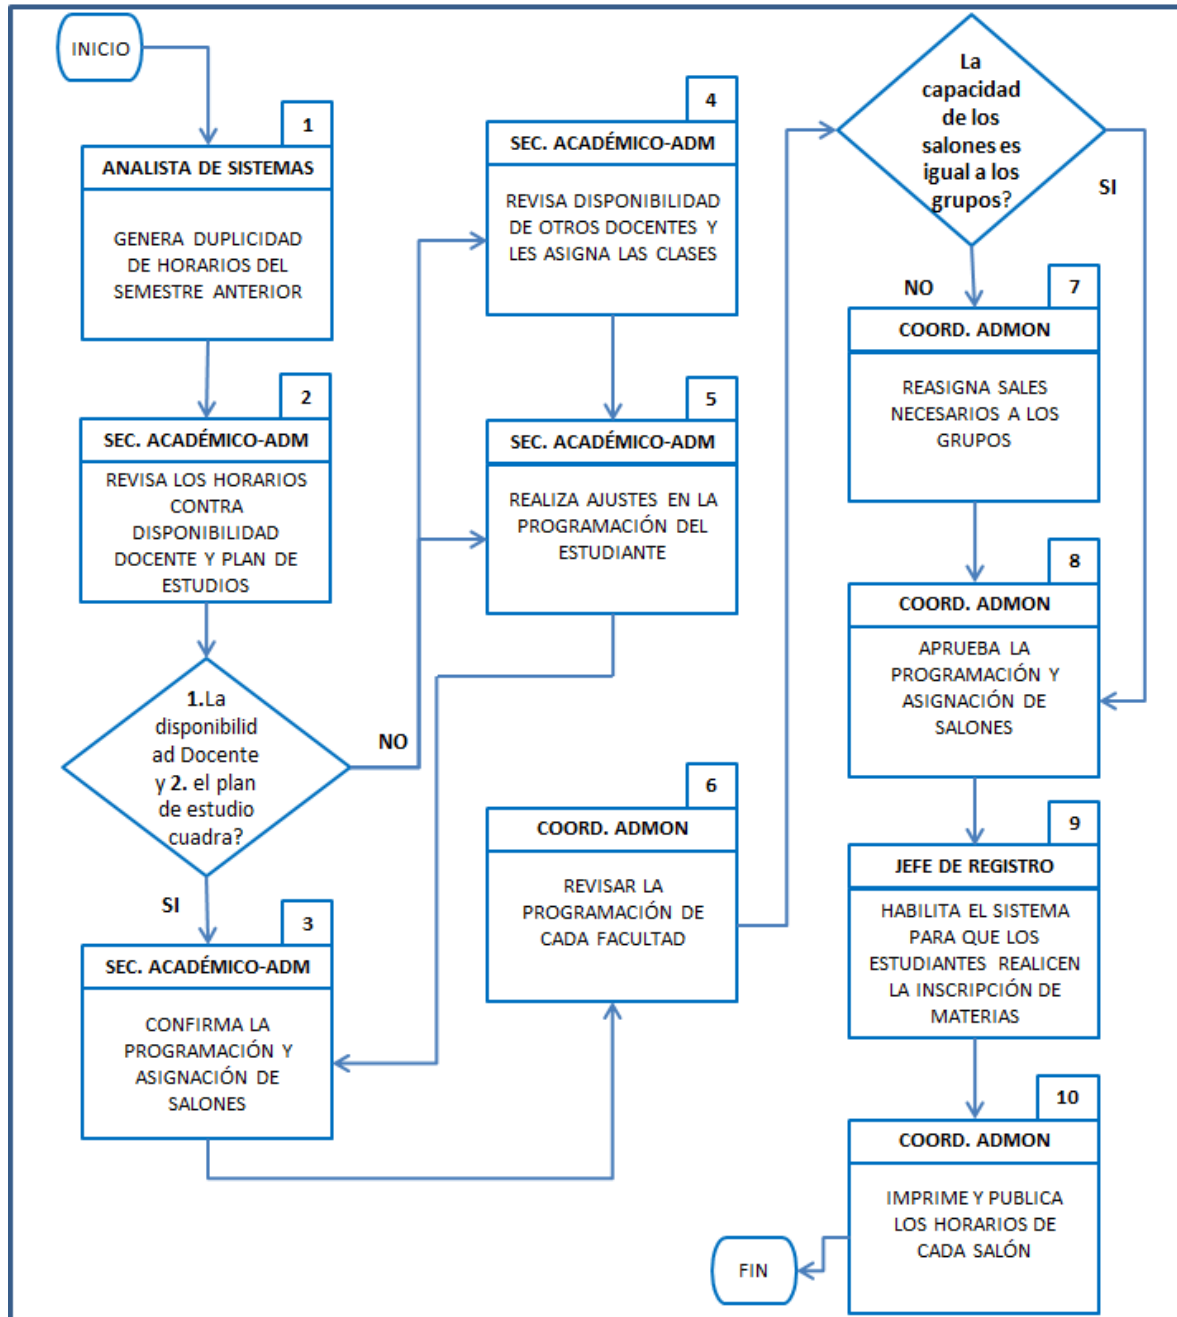 INICIO
1
ANALISTA DE SISTEMAS
GENERA DUPLICIDAD
DE HORARIOS DEL
SEMESTRE ANTERIOR
2
SEC. ACADÉMICO-ADM
REVISA LOS HORARIOS
CONTRA
DISPONIBILIDAD
DOCENTE Y PLAN DE
ESTUDIOS
1.La
disponibilid
ad Docente
y 2. el plan
de estudio
cuadra?
NO
SI
3
SEC. ACADÉMICO-ADM
CONFIRMA LA
PROGRAMACIÓN Y
ASIGNACIÓN DE
SALONES
4
SEC. ACADÉMICO-ADM
REVISA DISPONIBILIDAD
DE OTROS DOCENTES Y
LES ASIGNA LAS CLASES
5
SEC. ACADÉMICO-ADM
REALIZA AJUSTES EN LA
PROGRAMACIÓN DEL
ESTUDIANTE
6
COORD. ADMON
REVISAR LA
PROGRAMACIÓN DE
CADA FACULTAD
La
capacidad
de los
salones es
igual a los
grupos?
SI
NO
7
COORD. ADMON
REASIGNA SALES
NECESARIOS A LOS
GRUPOS
8
COORD. ADMON
APRUEBA LA
PROGRAMACIÓN Y
ASIGNACIÓN DE
SALONES
9
JEFE DE REGISTRO
HABILITA EL SISTEMA
PARA QUE LOS
ESTUDIANTES REALICEN
LA INSCRIPCIÓN DE
MATERIAS
10
COORD. ADMON
IMPRIME Y PUBLICA
LOS HORARIOS DE
CADA SALÓN
FIN